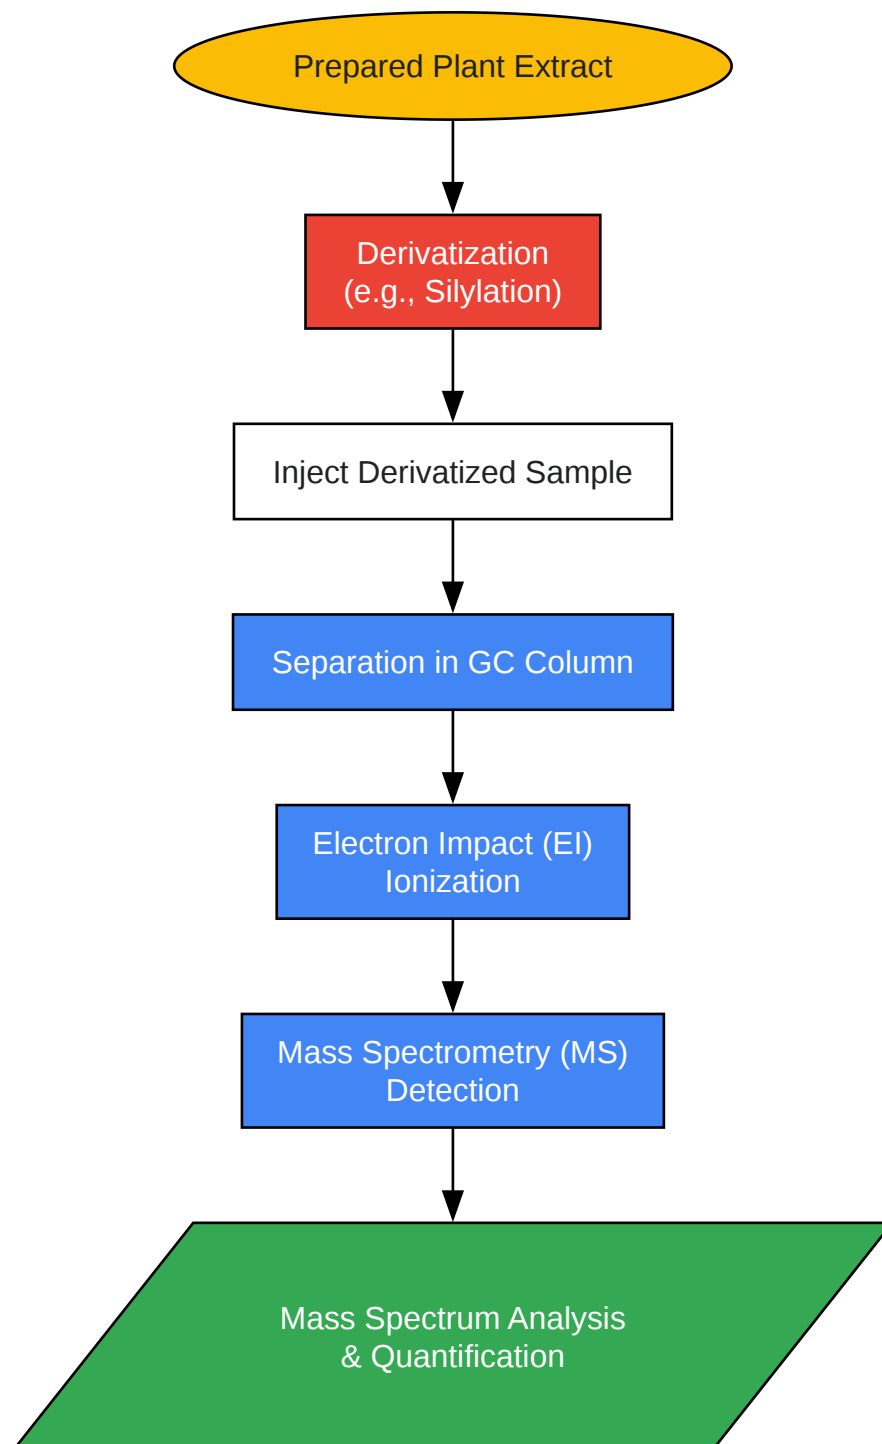 Prepared Plant Extract
Derivatization
(e.g., Silylation)
Inject Derivatized Sample
Separation in GC Column
Electron Impact (EI)
Ionization
Mass Spectrometry (MS)
Detection
Mass Spectrum Analysis
& Quantification